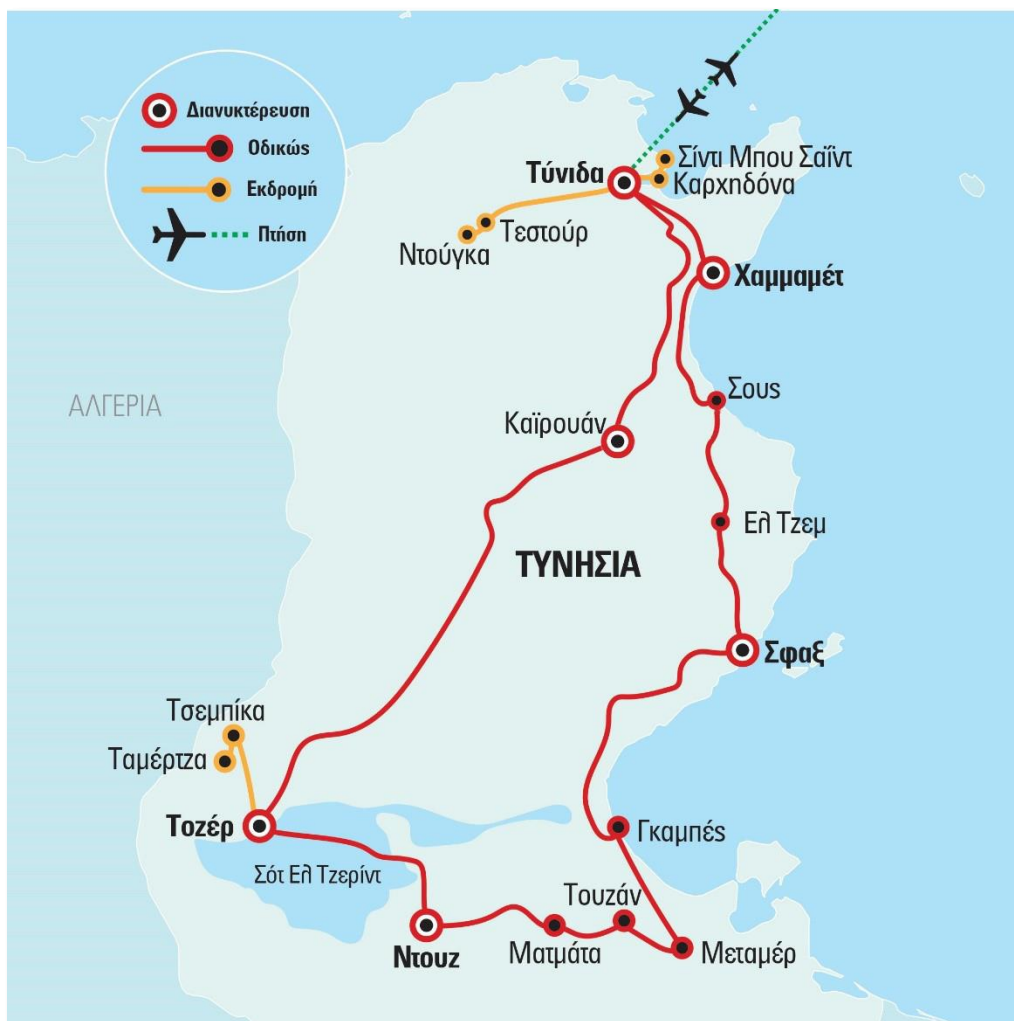 Διανυκτέρευση
Οδικώς
Εκδρομή
Πτήση
Σίντι Μπου Σαΐντ
Τύνιδα
Καρχηδόνα
Τεστούρ
Ντούγκα
Χαμμαμέτ
ΑΛΓΕΡΙΑ
Σους
Καϊρουάν
Ελ Τζεμ
ΤΥΝΗΣΙΑ
Σφαξ
Τσεμπίκα
Ταμέρτζα
Τοζέρ
Γκαμπές
Σότ Ελ Τζερίντ
Τουζάν
Ντουζ
Ματμάτα
Μεταμέρ